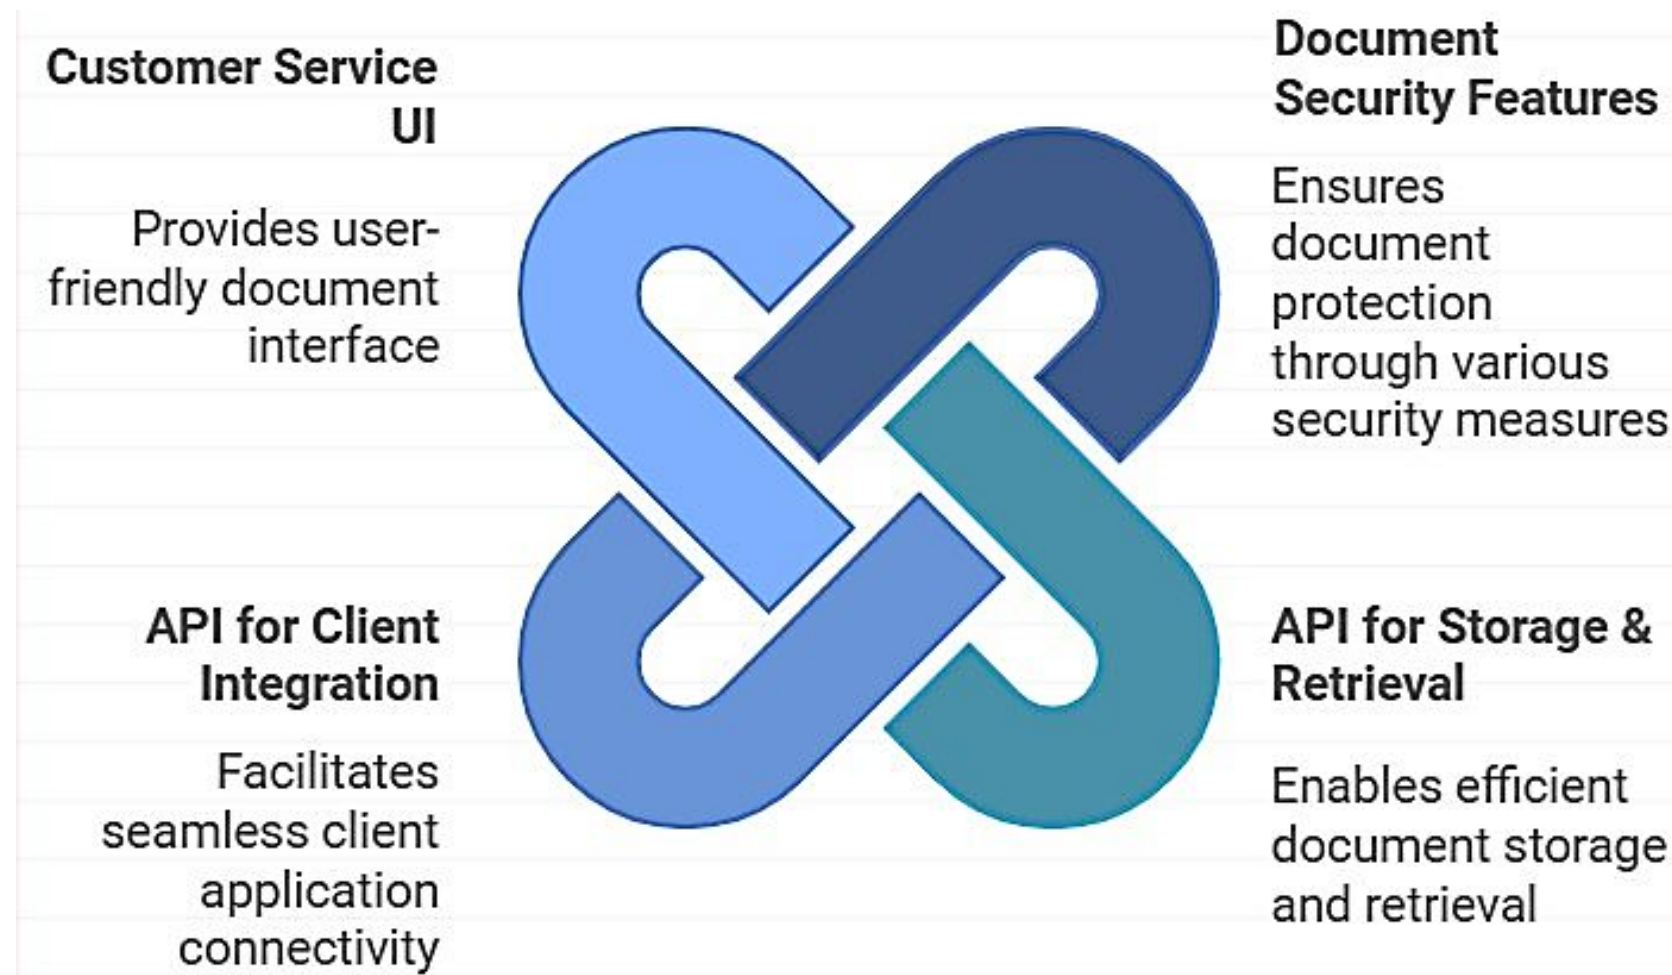 Customer Service
UI
Provides user-
friendly document
interface
Document
Security Features
Ensures
document
protection
through various
security measures
API for Client
Integration
Facilitates
seamless client
application
connectivity
API for Storage &
Retrieval
Enables efficient
document storage
and retrieval